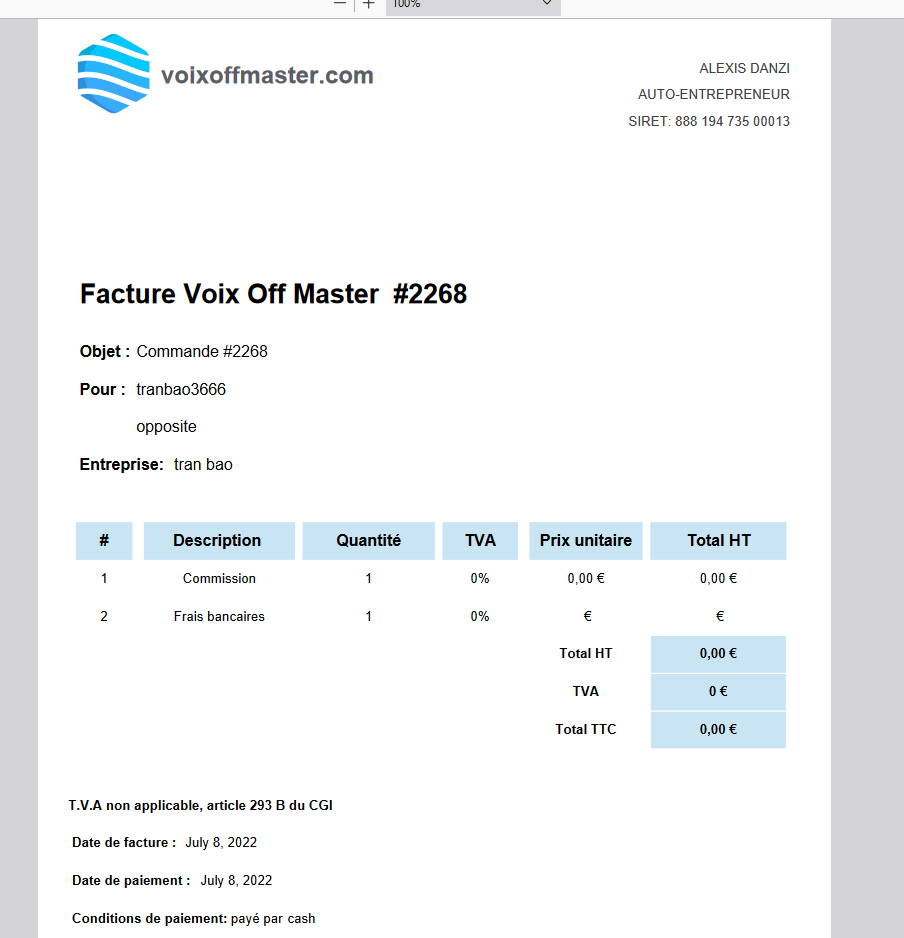 100%
voixoffmaster.com
ALEXIS DANZI
AUTO-ENTREPRENEUR
SIRET: 888 194 735 00013
Facture Voix Off Master #2268
Objet : Commande #2268
Pour : tranbao3666
opposite
Entreprise: tran bao
# Description Quantité TVA Prix unitaire Total HT
1 Commission 1 0% 0,00 € 0,00 €
2 Frais bancaires 1 0% € €
Total HT 0,00 €
TVA 0 €
Total TTC 0,00 €
T.V.A non applicable, article 293 B du CGI
Date de facture : July 8, 2022
Date de paiement : July 8, 2022
Conditions de paiement: payé par cash